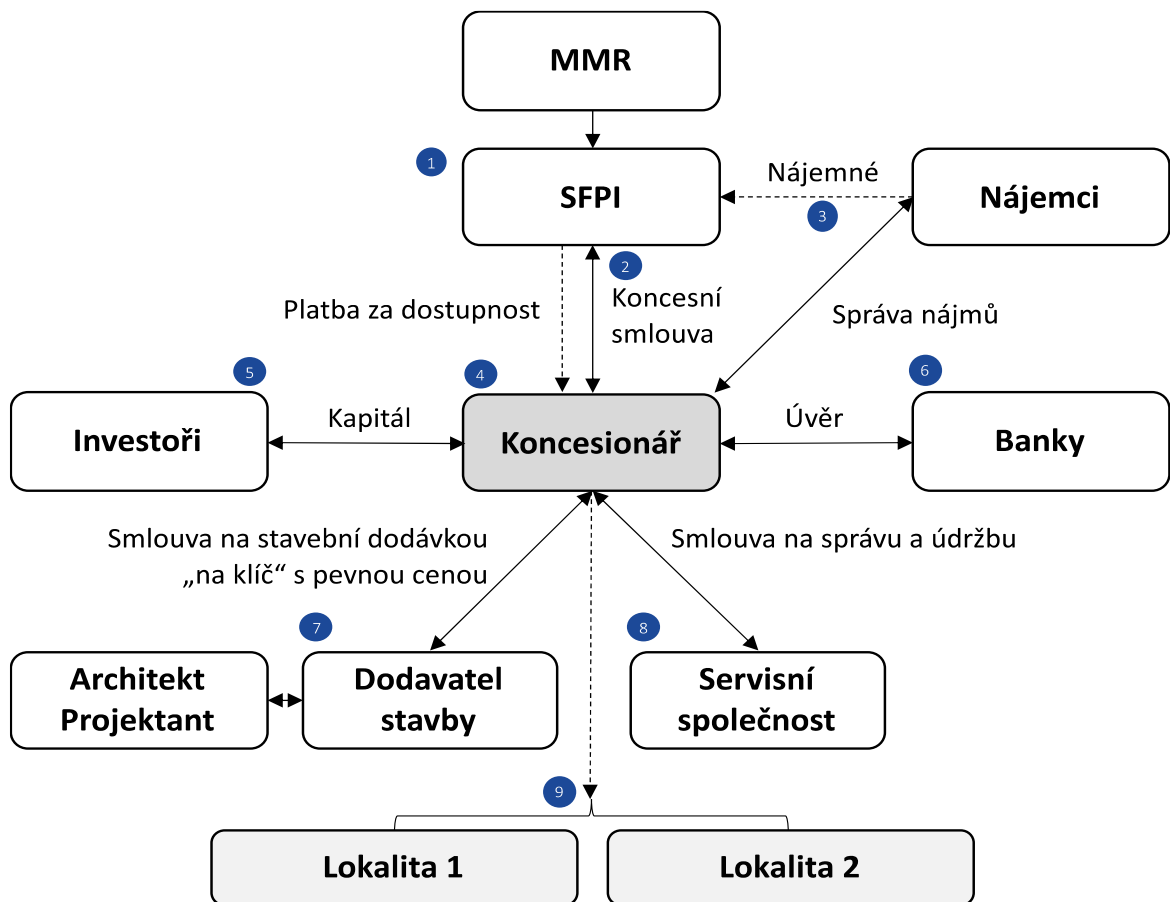 MMR
1
SFPI
Nájemné
3
Nájemci
2
Platba za dostupnost
Koncesní
smlouva
Správa nájmů
5
4
6
Investoři
Kapitál
Koncesionář
Úvěr
Banky
Smlouva na stavební dodávkou
„na klíč“ s pevnou cenou
Smlouva na správu a údržbu
7
8
Architekt
Projektant
Dodavatel
stavby
Servisní
společnost
9
Lokalita 1
Lokalita 2